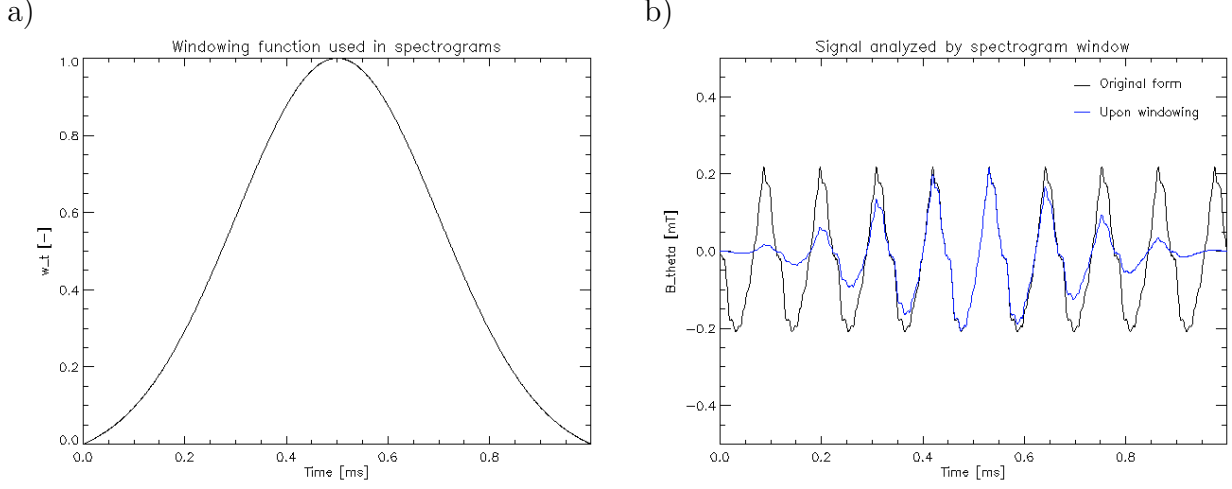 a)
Windowing function used in spectrograms
1.0
0.8
0.6
0.4
0.2
0.0
w_t [-]
0.0 0.2 0.4 0.6 0.8
Time [ms]
b)
Signal analyzed by spectrogram window
Original form
Upon windowing
0.4
0.2
0.0
-0.2
-0.4
B_theta [mT]
0.0 0.2 0.4 0.6 0.8
Time [ms]